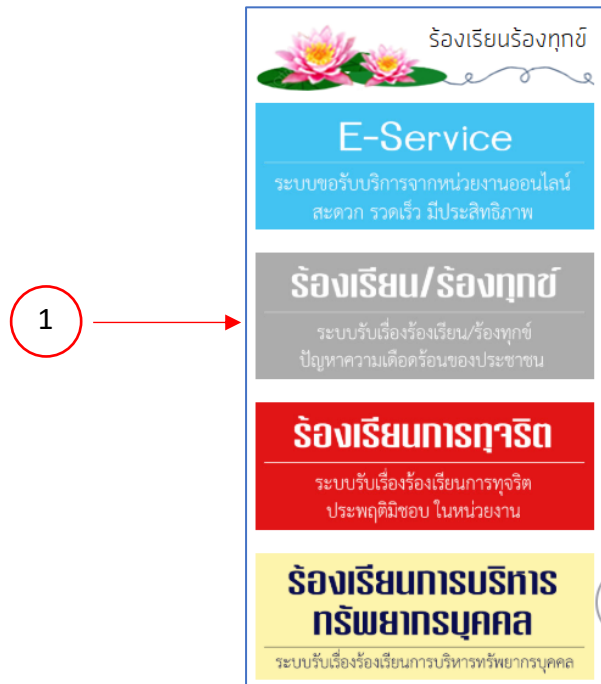 ร้องเรียนร้องทุกข์
E-Service
ระบบขอรับบริการจากหน่วยงานออนไลน์
สะดวก รวดเร็ว มีประสิทธิภาพ
ร้องเรียน/ร้องทุกข์
ระบบรับเรื่องร้องเรียน/ร้องทุกข์
ปัญหาความเดือดร้อนของประชาชน
1
ร้องเรียนการทุจริต
ระบบรับเรื่องร้องเรียนการทุจริต
ประพฤติมิชอบ ในหน่วยงาน
ร้องเรียนการบริหาร
ทรัพยากรบุคคล
ระบบรับเรื่องร้องเรียนการบริหารทรัพยากรบุคคล